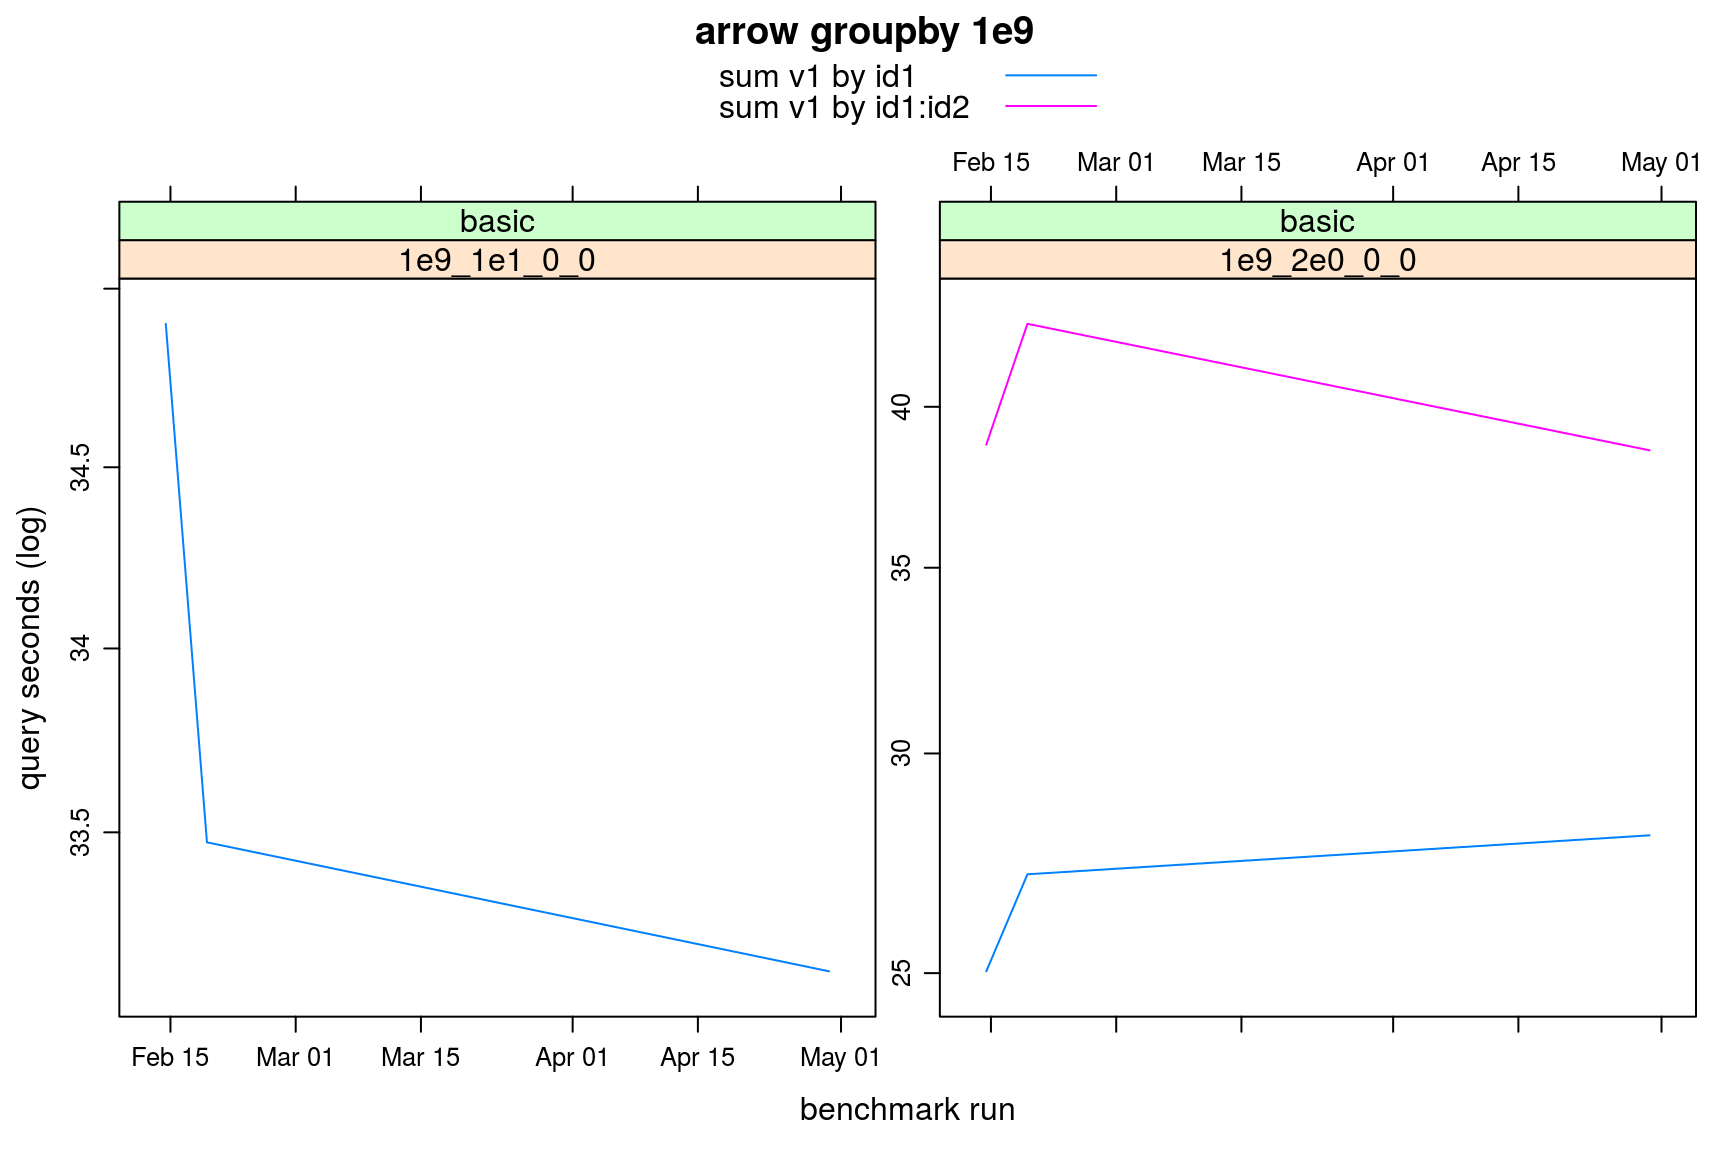 arrow groupby 1e9
sum v1 by id1
sum v1 by id1:id2
Feb 15 Mar 01 Mar 15 Apr 01 Apr 15 May 01
basic basic
1e9_1e1_0_0 1e9_2e0_0_0
query seconds (log)
34.5
34
33.5
40
35
30
25
Feb 15 Mar 01 Mar 15 Apr 01 Apr 15 May 01
benchmark run